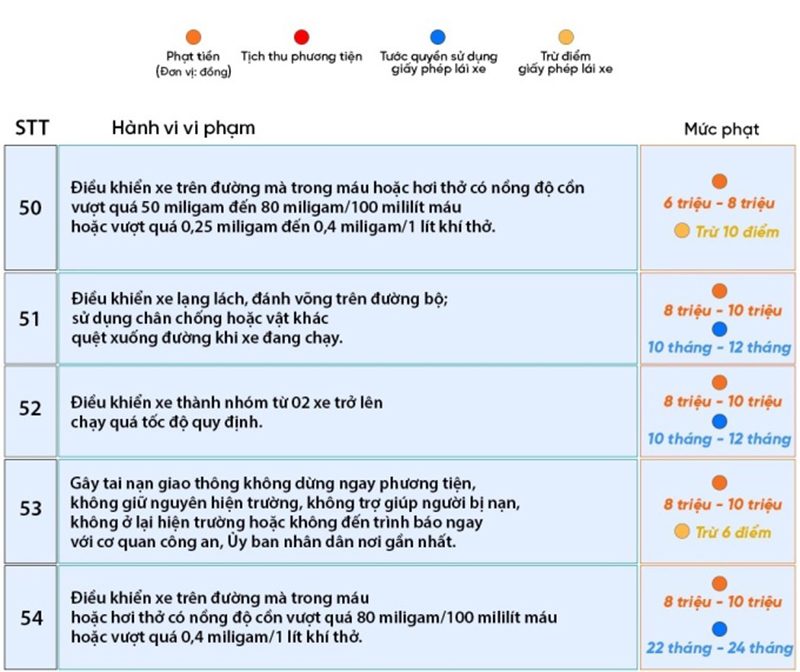 Phạt tiền
(Đơn vị: đồng)
Tịch thu phương tiện
Tước quyền sử dụng
giấy phép lái xe
Trừ điểm
giấy phép lái xe
STT
Hành vi vi phạm
Mức phạt
50
Điều khiển xe trên đường mà trong máu hoặc hơi thở có nồng độ cồn
vượt quá 50 miligam đến 80 miligam/100 mililít máu
hoặc vượt quá 0,25 miligam đến 0,4 miligam/1 lít khí thở.
6 triệu - 8 triệu
Trừ 10 điểm
51
Điều khiển xe lạng lách, đánh võng trên đường bộ;
sử dụng chân chống hoặc vật khác
quệt xuống đường khi xe đang chạy.
8 triệu - 10 triệu
10 tháng - 12 tháng
52
Điều khiển xe thành nhóm từ 02 xe trở lên
chạy quá tốc độ quy định.
8 triệu - 10 triệu
10 tháng - 12 tháng
53
Gây tai nạn giao thông không dừng ngay phương tiện,
không giữ nguyên hiện trường, không trợ giúp người bị nạn,
không ở lại hiện trường hoặc không đến trình báo ngay
với cơ quan công an, Ủy ban nhân dân nơi gần nhất.
8 triệu - 10 triệu
Trừ 6 điểm
54
Điều khiển xe trên đường mà trong máu
hoặc hơi thở có nồng độ cồn vượt quá 80 miligam/100 mililít máu
hoặc vượt quá 0,4 miligam/1 lít khí thở.
8 triệu - 10 triệu
22 tháng - 24 tháng